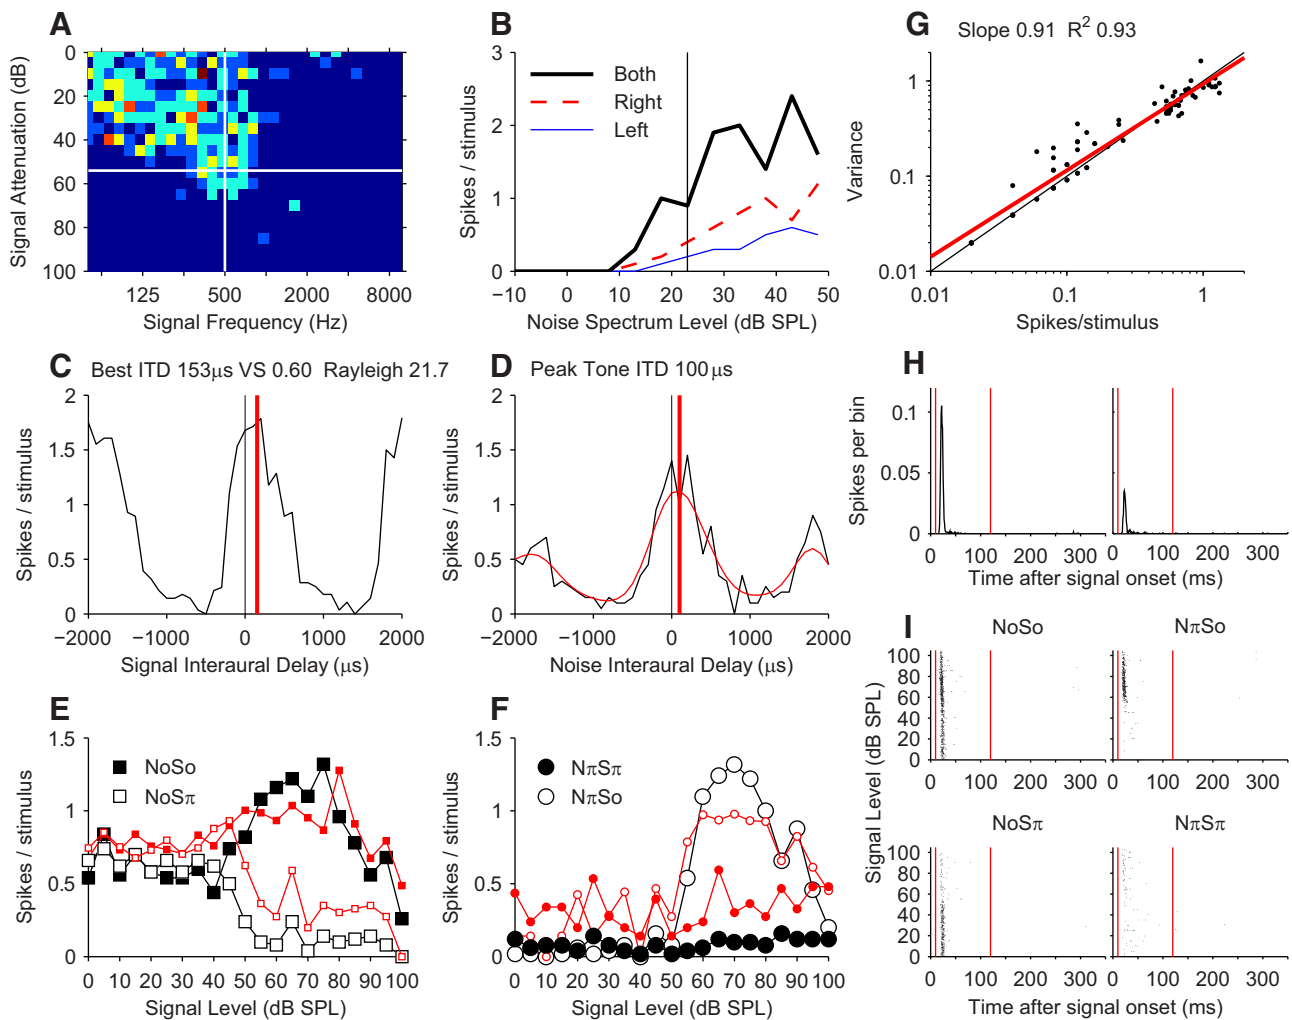 A
Signal Attenuation (dB)
0
20
40
60
80
100
125 500 2000 8000
Signal Frequency (Hz)
B
Spikes / stimulus
3
2
1
0
Both
Right
Left
−10 0 10 20 30 40 50
Noise Spectrum Level (dB SPL)
G
Slope 0.91 R² 0.93
Variance
1
0.1
0.01
0.01 0.1 1
Spikes/stimulus
C
Best ITD 153μs VS 0.60 Rayleigh 21.7
Spikes / stimulus
2
1.5
1
0.5
0
−2000 −1000 0 1000 2000
Signal Interaural Delay (μs)
D
Peak Tone ITD 100μs
Spikes / stimulus
2
1.5
1
0.5
0
−2000 −1000 0 1000 2000
Noise Interaural Delay (μs)
H
Spikes per bin
0.1
0.05
0
0 100 200 300
0 100 200 300
Time after signal onset (ms)
E
Spikes / stimulus
1.5
1
0.5
0
NoSo
NoSπ
0 10 20 30 40 50 60 70 80 90 100
Signal Level (dB SPL)
F
Spikes / stimulus
1.5
1
0.5
0
NπSπ
NπSo
0 10 20 30 40 50 60 70 80 90 100
Signal Level (dB SPL)
I
Signal Level (dB SPL)
NoSo
100
80
60
40
20
0
0 100 200 300
NπSo
0 100 200 300
NoSπ
100
80
60
40
20
0
0 100 200 300
NπSπ
0 100 200 300
Time after signal onset (ms)